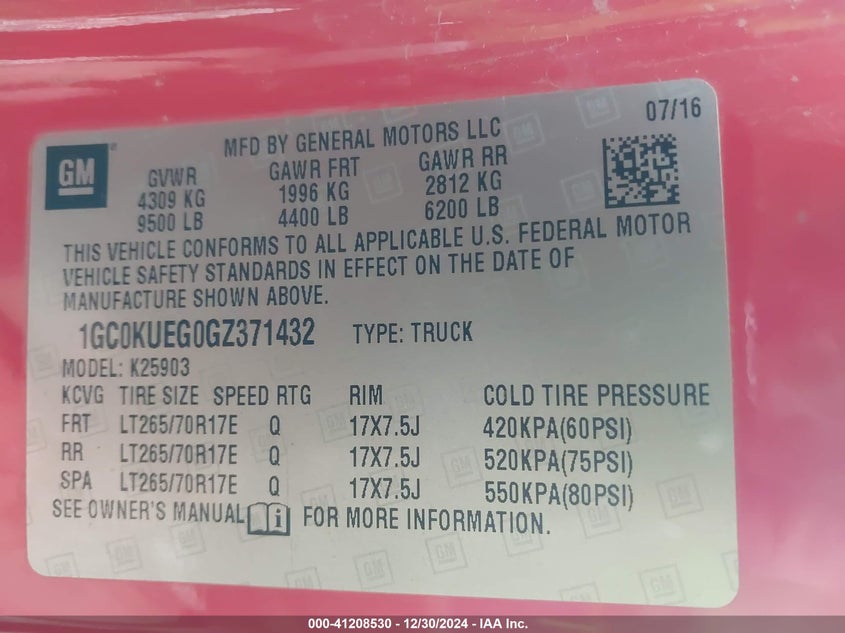 07/16
MFD BY GENERAL MOTORS LLC
GM
GVWR GAWR FRT GAWR RR
4309 KG 1996 KG 2812 KG
9500 LB 4400 LB 6200 LB
THIS VEHICLE CONFORMS TO ALL APPLICABLE U.S. FEDERAL MOTOR
VEHICLE SAFETY STANDARDS IN EFFECT ON THE DATE OF
MANUFACTURE SHOWN ABOVE.
1GC0KUEG0GZ371432 TYPE: TRUCK
MODEL: K25903
KCVG TIRE SIZE SPEED RTG RIM COLD TIRE PRESSURE
FRT LT265/70R17E Q 17X7.5J 420KPA(60PSI)
RR LT265/70R17E Q 17X7.5J 520KPA(75PSI)
SPA LT265/70R17E Q 17X7.5J 550KPA(80PSI)
SEE OWNER'S MANUAL i FOR MORE INFORMATION.
000-41208530 - 12/30/2024 - IAA Inc.